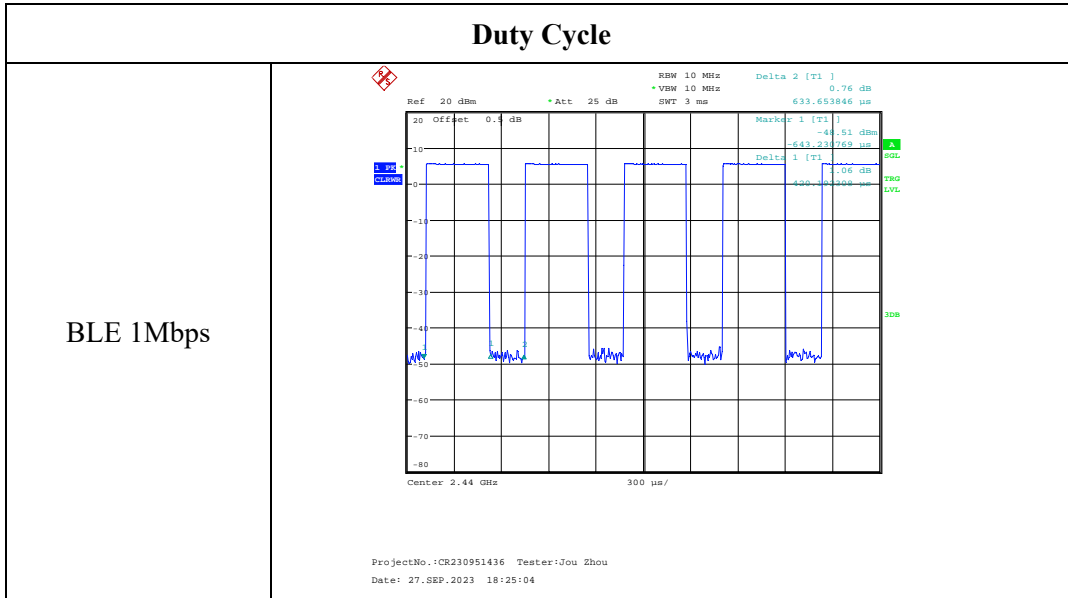 Duty Cycle
BLE 1Mbps
R S
RBW 10 MHz Delta 2 [T1 ]
* VBW 10 MHz 0.76 dB
Ref 20 dBm * Att 25 dB SWT 3 ms 633.653846 µs
20 Offset 0.5 dB Marker 1 [T1 ]
-48.51 dBm
-643.230769 µs
A
10
Delta 1 [T1 ]
SGL
1 PK *
1.06 dB
CLRWR
0
µs
TRG
LVL
-10
-20
-30
3DB
-40
1
1
2
-50
-60
-70
-80
Center 2.44 GHz 300 µs/
ProjectNo.:CR230951436 Tester:Jou Zhou
Date: 27.SEP.2023 18:25:04